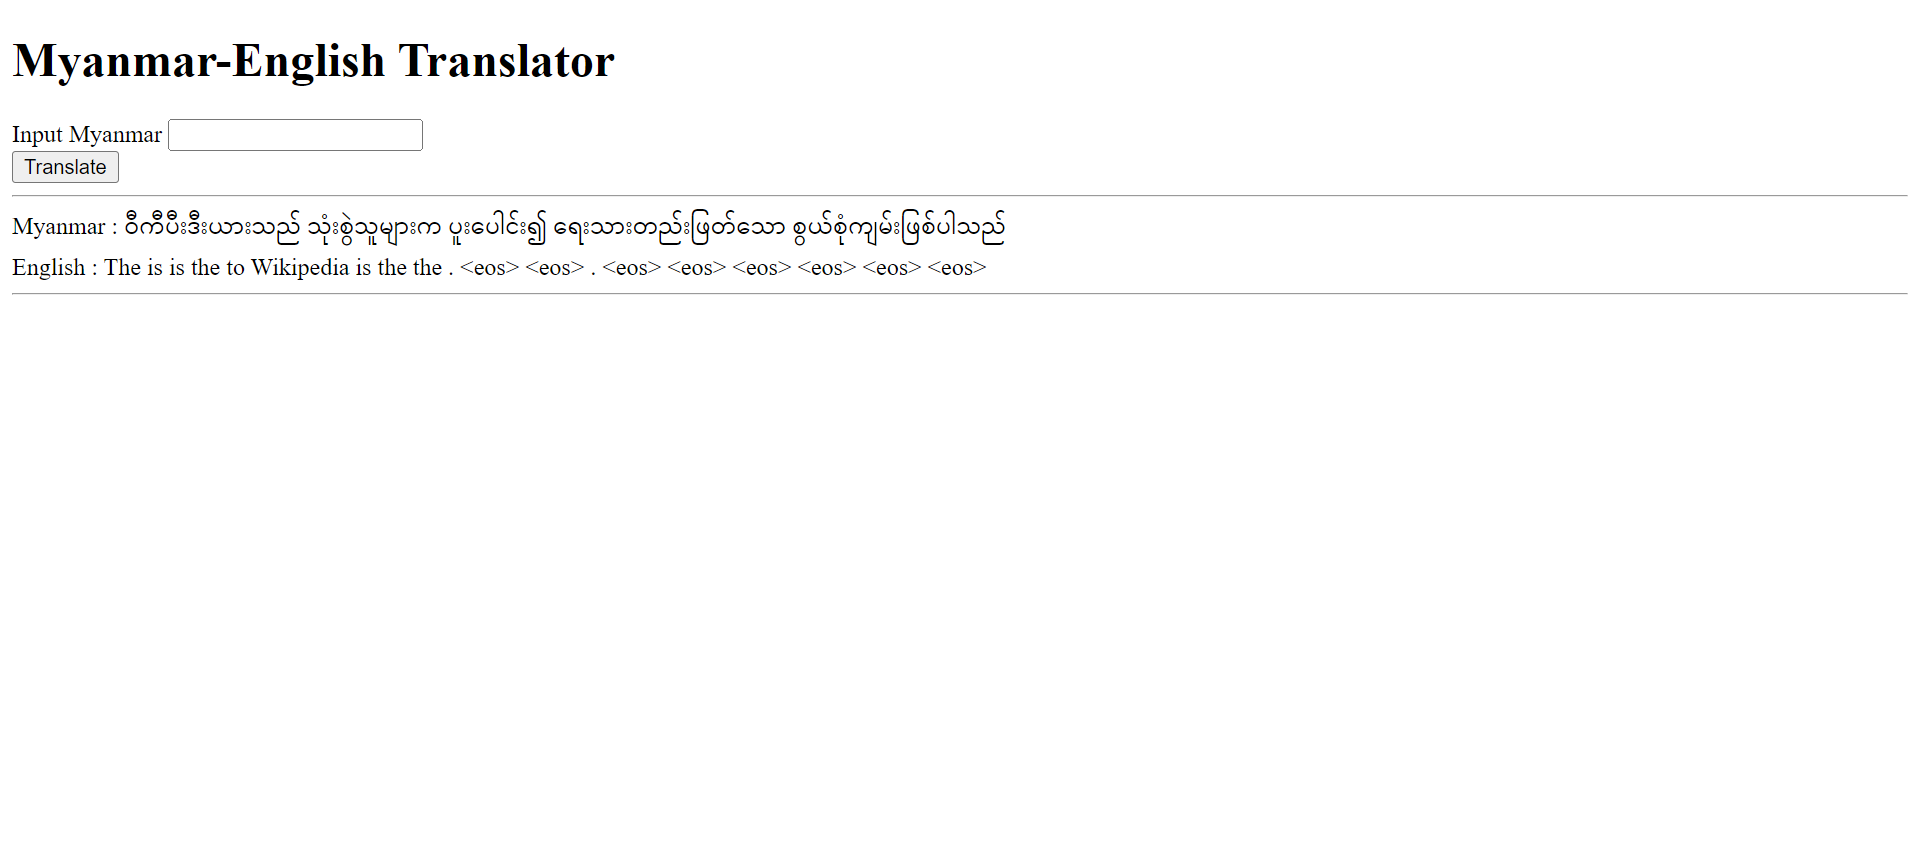 Myanmar-English Translator
Input Myanmar
Translate
Myanmar : ဝီကီပီးဒီးယားသည် သုံးစွဲသူများက ပူးပေါင်း၍ ရေးသားတည်းဖြတ်သော စွယ်စုံကျမ်းဖြစ်ပါသည်
English : The is is the to Wikipedia is the the . <eos> <eos> . <eos> <eos> <eos> <eos> <eos> <eos>